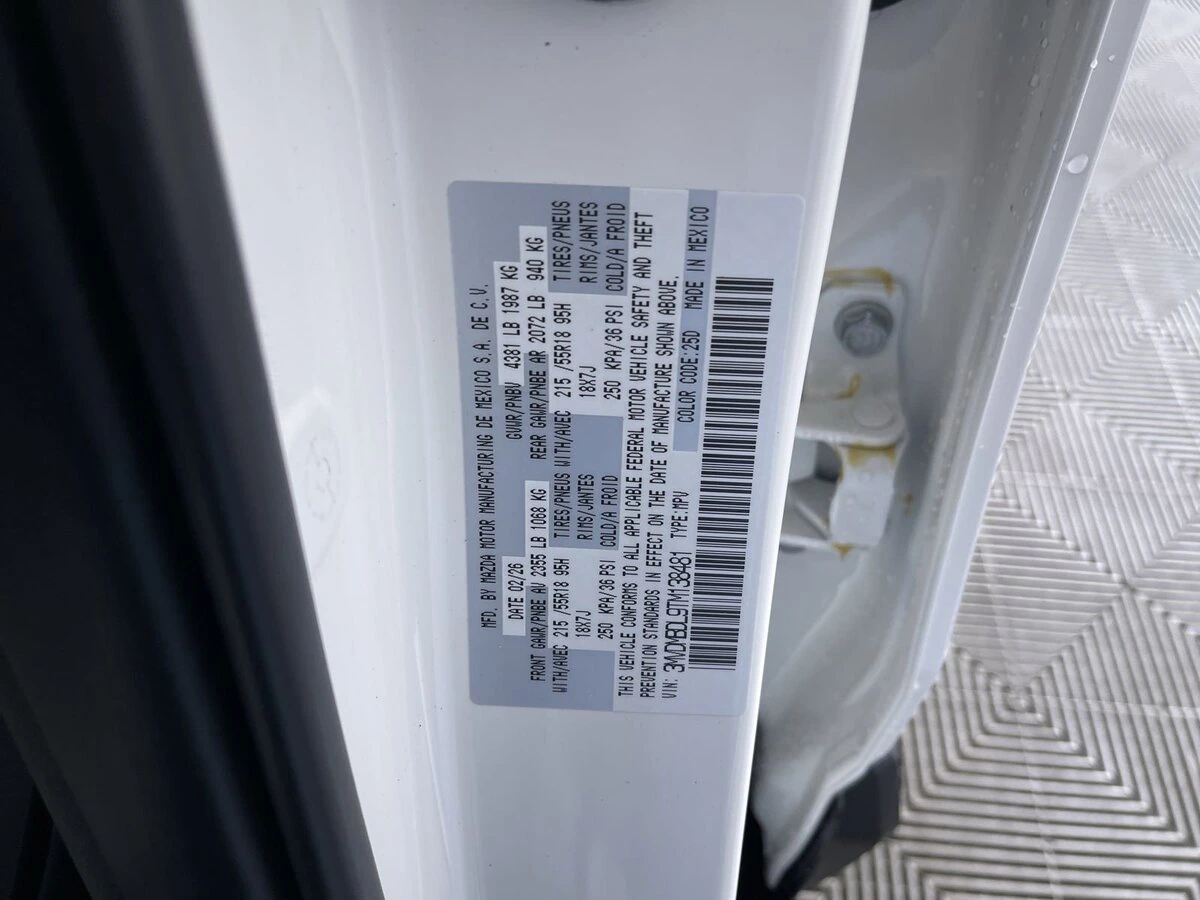 MFD. BY MAZDA MOTOR MANUFACTURING DE MEXICO S.A. DE C.V.
DATE 02/26 GVWR/PNBV 4381 LB 1987 KG
FRONT GAWR/PNBE AV 2355 LB 1068 KG REAR GAWR/PNBE AR 2072 LB 940 KG
WITH/AVEC 215 /55R18 95H TIRES/PNEUS WITH/AVEC 215 /55R18 95H TIRES/PNEUS
18X7J RIMS/JANTES 18X7J RIMS/JANTES
250 KPA/36 PSI COLD/A FROID 250 KPA/36 PSI COLD/A FROID
THIS VEHICLE CONFORMS TO ALL APPLICABLE FEDERAL MOTOR VEHICLE SAFETY AND THEFT
PREVENTION STANDARDS IN EFFECT ON THE DATE OF MANUFACTURE SHOWN ABOVE.
VIN: 3MVDMBDL9TM138481 TYPE:MPV COLOR CODE:25D MADE IN MEXICO